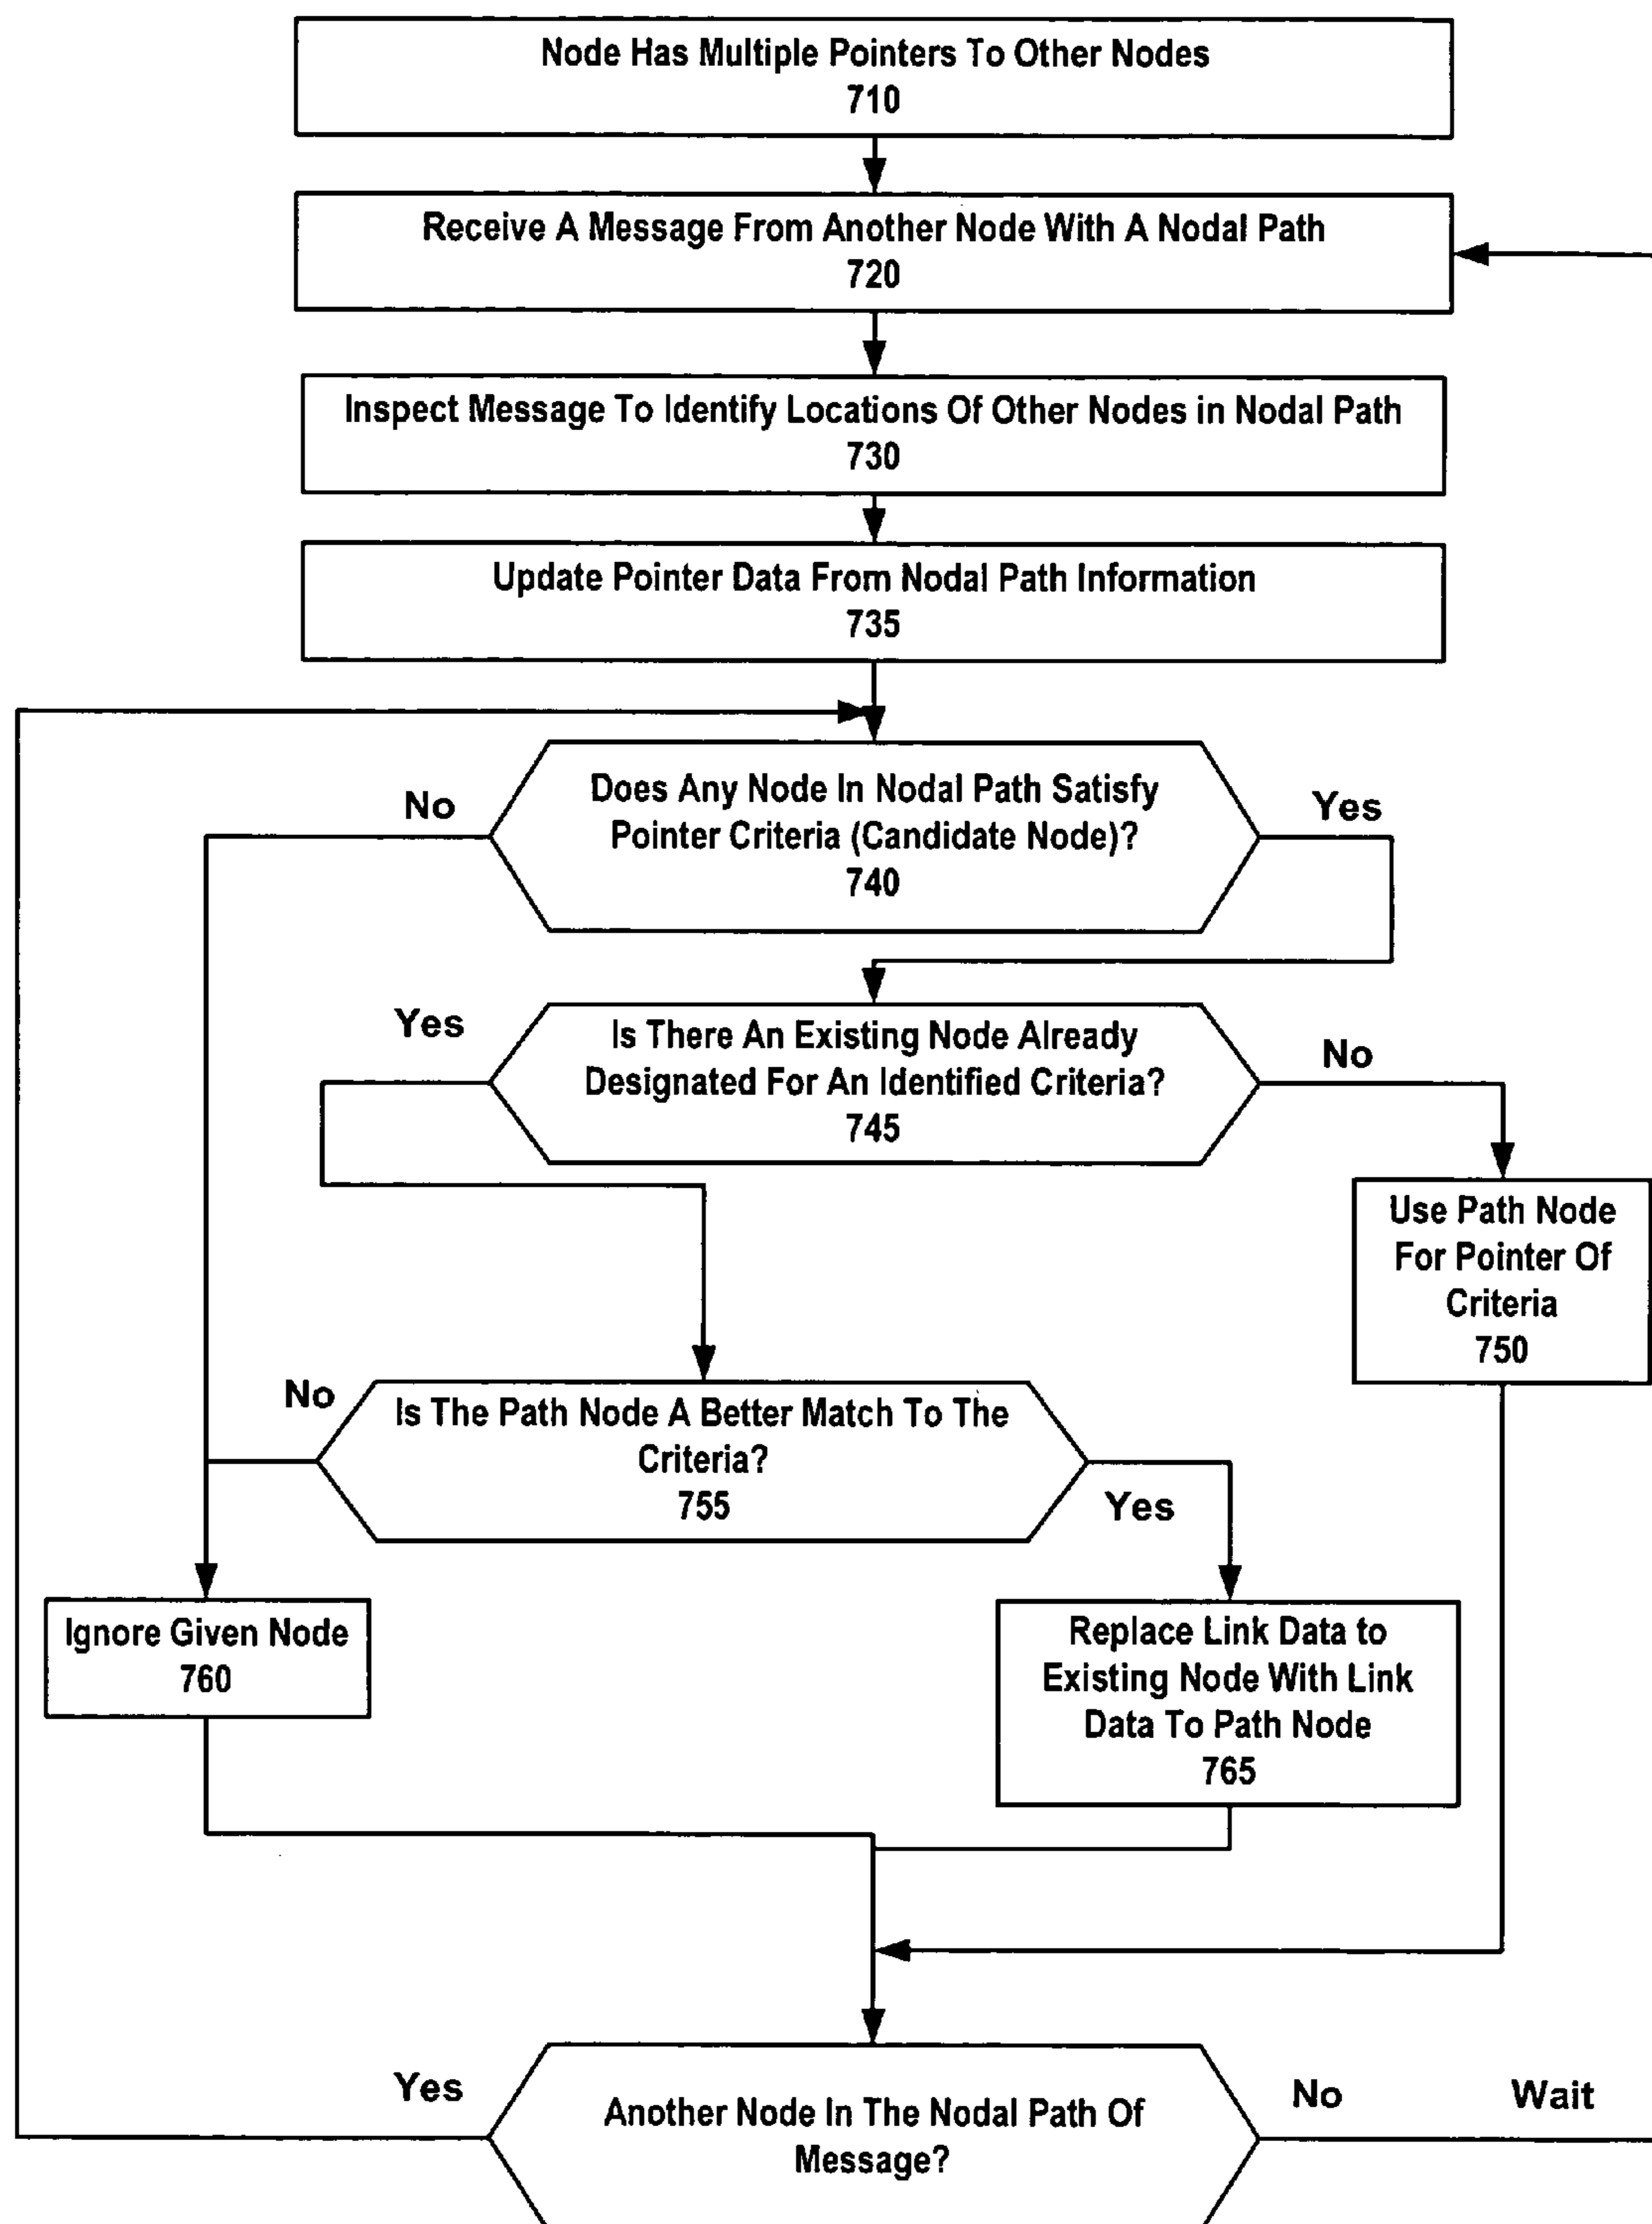 Node Has Multiple Pointers To Other Nodes
710
Receive A Message From Another Node With A Nodal Path
720
Inspect Message To Identify Locations Of Other Nodes in Nodal Path
730
Update Pointer Data From Nodal Path Information
735
No
Does Any Node In Nodal Path Satisfy
Pointer Criteria (Candidate Node)?
740
Yes
Yes
Is There An Existing Node Already
Designated For An Identified Criteria?
745
No
Use Path Node
For Pointer Of
Criteria
750
No
Is The Path Node A Better Match To The
Criteria?
755
Yes
Ignore Given Node
760
Replace Link Data to
Existing Node With Link
Data To Path Node
765
Yes
Another Node In The Nodal Path Of
Message?
No
Wait